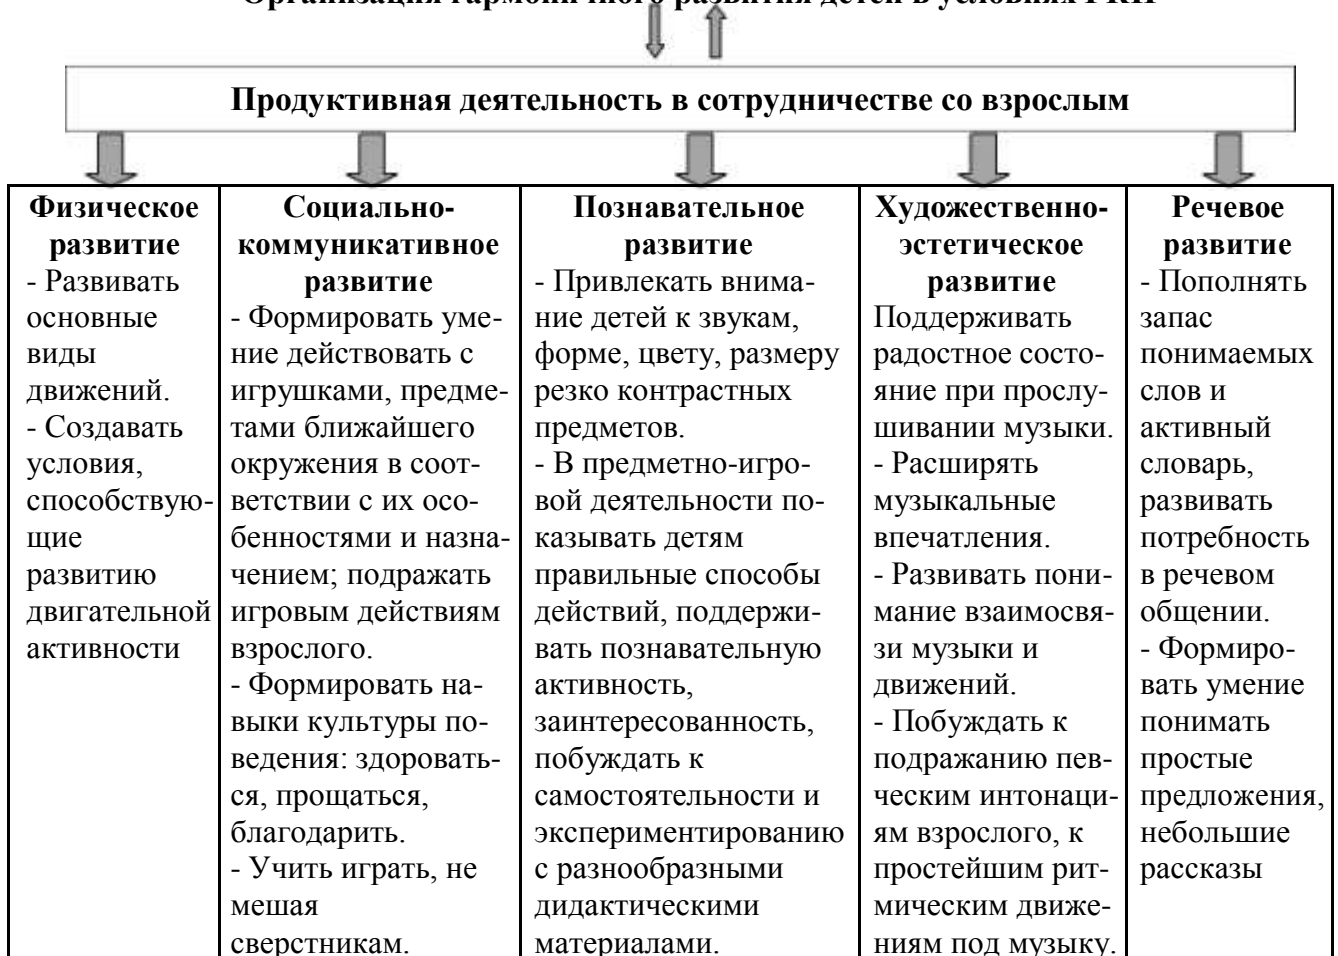 Продуктивная деятельность в сотрудничестве со взрослым
Физическое
развитие
- Развивать
основные
виды
движений.
- Создавать
условия,
способствую-
щие
развитию
двигательной
активности
Социально-
коммуникативное
развитие
- Формировать уме-
ние действовать с
игрушками, предме-
тами ближайшего
окружения в соот-
ветствии с их осо-
бенностями и назна-
чением; подражать
игровым действиям
взрослого.
- Формировать на-
выки культуры по-
ведения: здоровать-
ся, прощаться,
благодарить.
- Учить играть, не
мешая
сверстникам.
Познавательное
развитие
- Привлекать внима-
ние детей к звукам,
форме, цвету, размеру
резко контрастных
предметов.
- В предметно-игро-
вой деятельности по-
казывать детям
правильные способы
действий, поддержи-
вать познавательную
активность,
заинтересованность,
побуждать к
самостоятельности и
экспериментированию
с разнообразными
дидактическими
материалами.
Художественно-
эстетическое
развитие
Поддерживать
радостное состо-
яние при прослу-
шивании музыки.
- Расширять
музыкальные
впечатления.
- Развивать пони-
мание взаимосвя-
зи музыки и
движений.
- Побуждать к
подражанию пев-
ческим интонаци-
ям взрослого, к
простейшим рит-
мическим движе-
ниям под музыку.
Речевое
развитие
- Пополнять
запас
понимаемых
слов и
активный
словарь,
развивать
потребность
в речевом
общении.
- Формиро-
вать умение
понимать
простые
предложения,
небольшие
рассказы